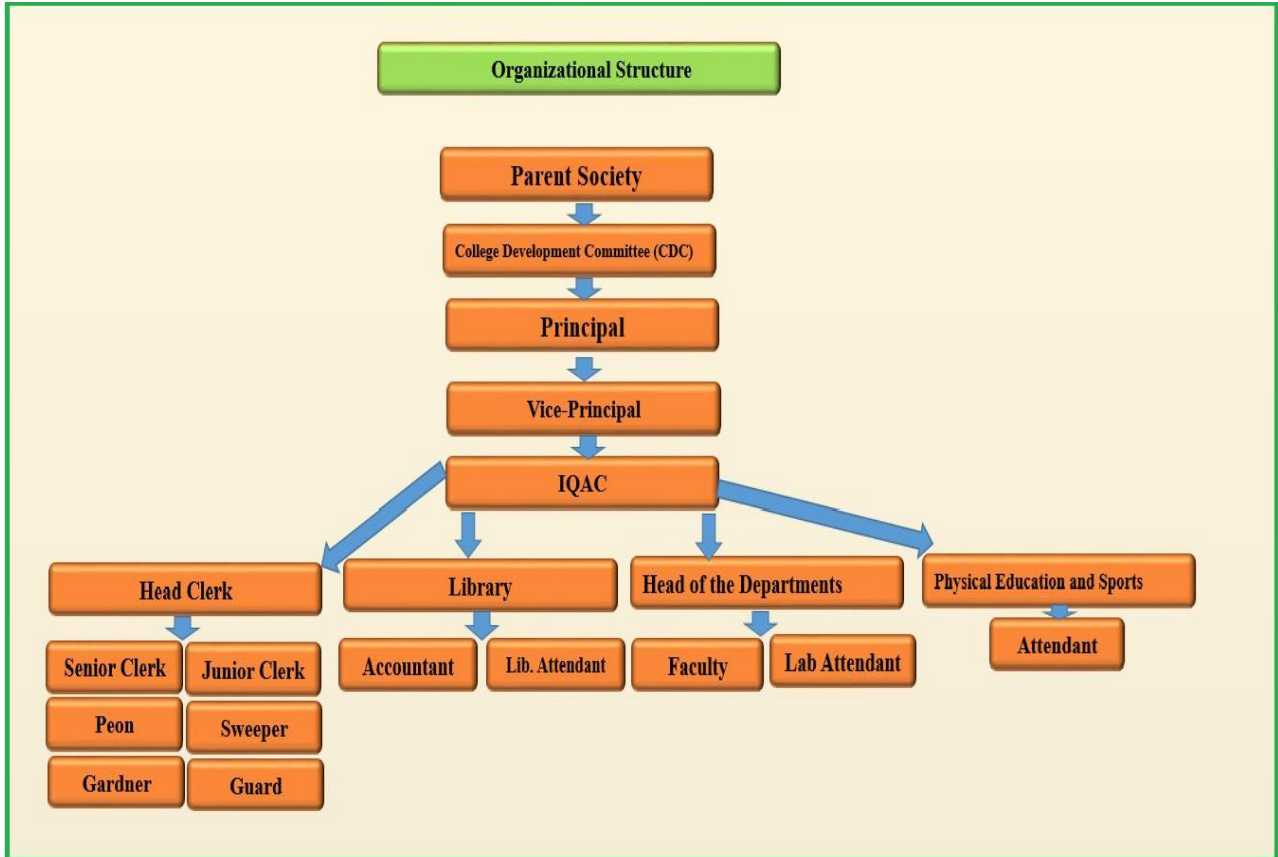 Organizational Structure
Parent Society
College Development Committee (CDC)
Principal
Vice-Principal
IQAC
Head Clerk
Library
Head of the Departments
Physical Education and Sports
Senior Clerk
Junior Clerk
Accountant
Lib. Attendant
Faculty
Lab Attendant
Attendant
Peon
Sweeper
Gardner
Guard